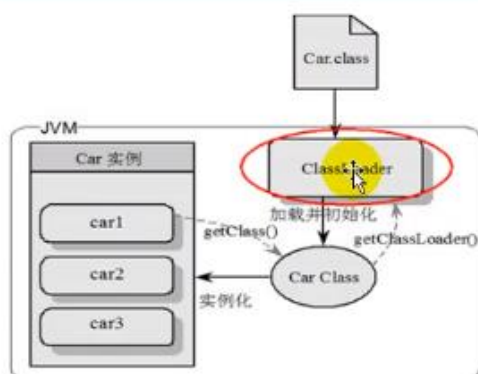 Car.class
JVM
Car 实例
ClassLoader
加载并初始化
car1
getClass()
getClassLoader()
car2
Car Class
实例化
car3